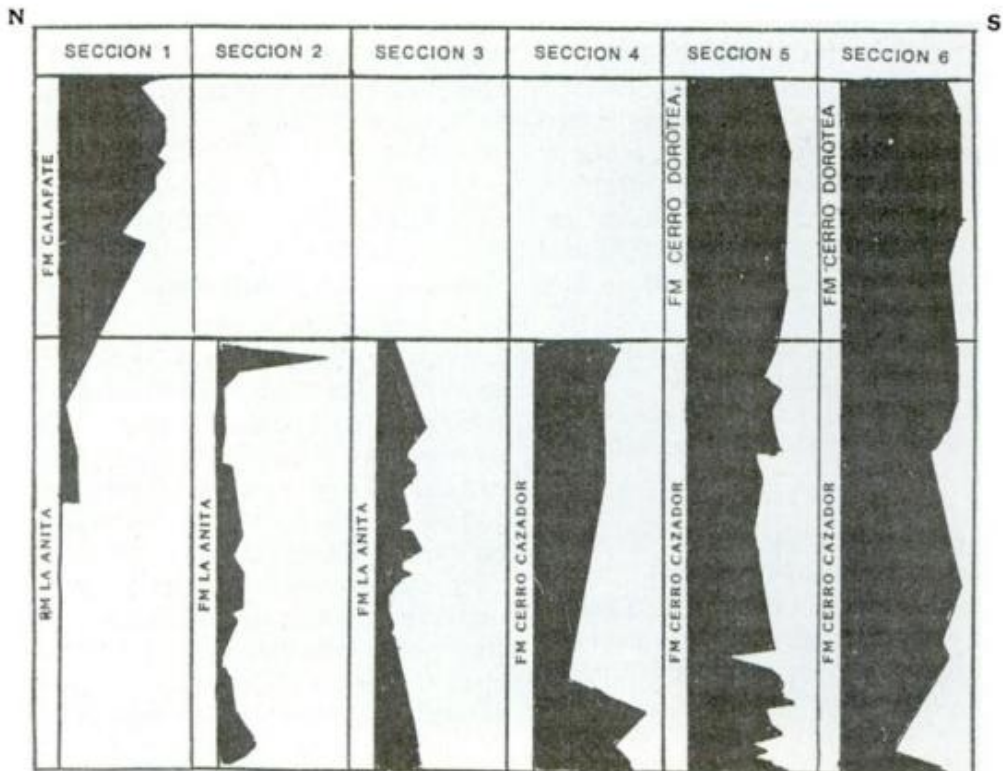 N
S
SECCION 1
SECCION 2
SECCION 3
SECCION 4
SECCION 5
SECCION 6
FM CALAFATE
FM CERRO DOROTEA
FM CERRO DOROTEA
RM LA ANITA
FM LA ANITA
FM LA ANITA
FM CERRO CAZADOR
FM CERRO CAZADOR
FM CERRO CAZADOR